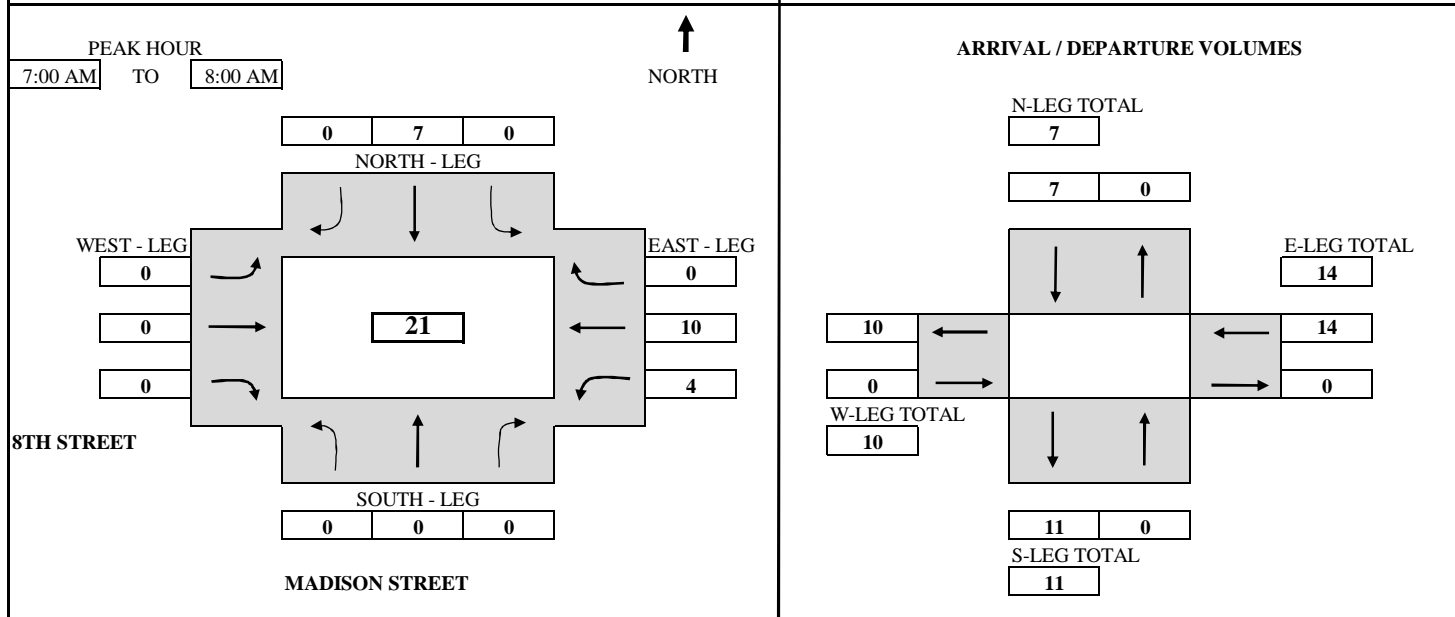 PEAK HOUR
7:00 AM TO 8:00 AM
NORTH
0 7 0
NORTH - LEG
WEST - LEG
EAST - LEG
0
0
0
21
10
0
4
8TH STREET
SOUTH - LEG
0 0 0
MADISON STREET
ARRIVAL / DEPARTURE VOLUMES
N-LEG TOTAL
7
7 0
E-LEG TOTAL
14
10
14
0
0
W-LEG TOTAL
10
11 0
S-LEG TOTAL
11